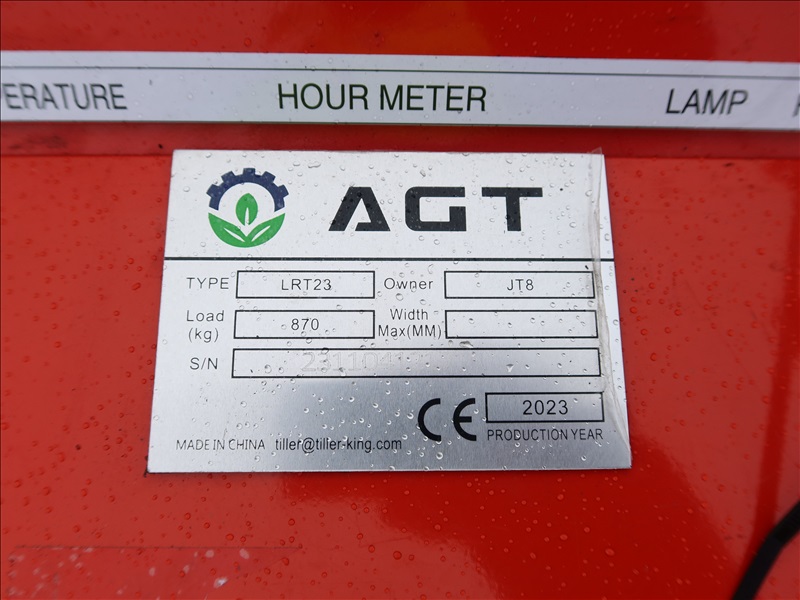 HOUR METER
LAMP
AGT
TYPE LRT23 Owner JT8
Load (kg) 870 Width Max(MM)
S/N
CE 2023
PRODUCTION YEAR
MADE IN CHINA tiller@tiller-king.com